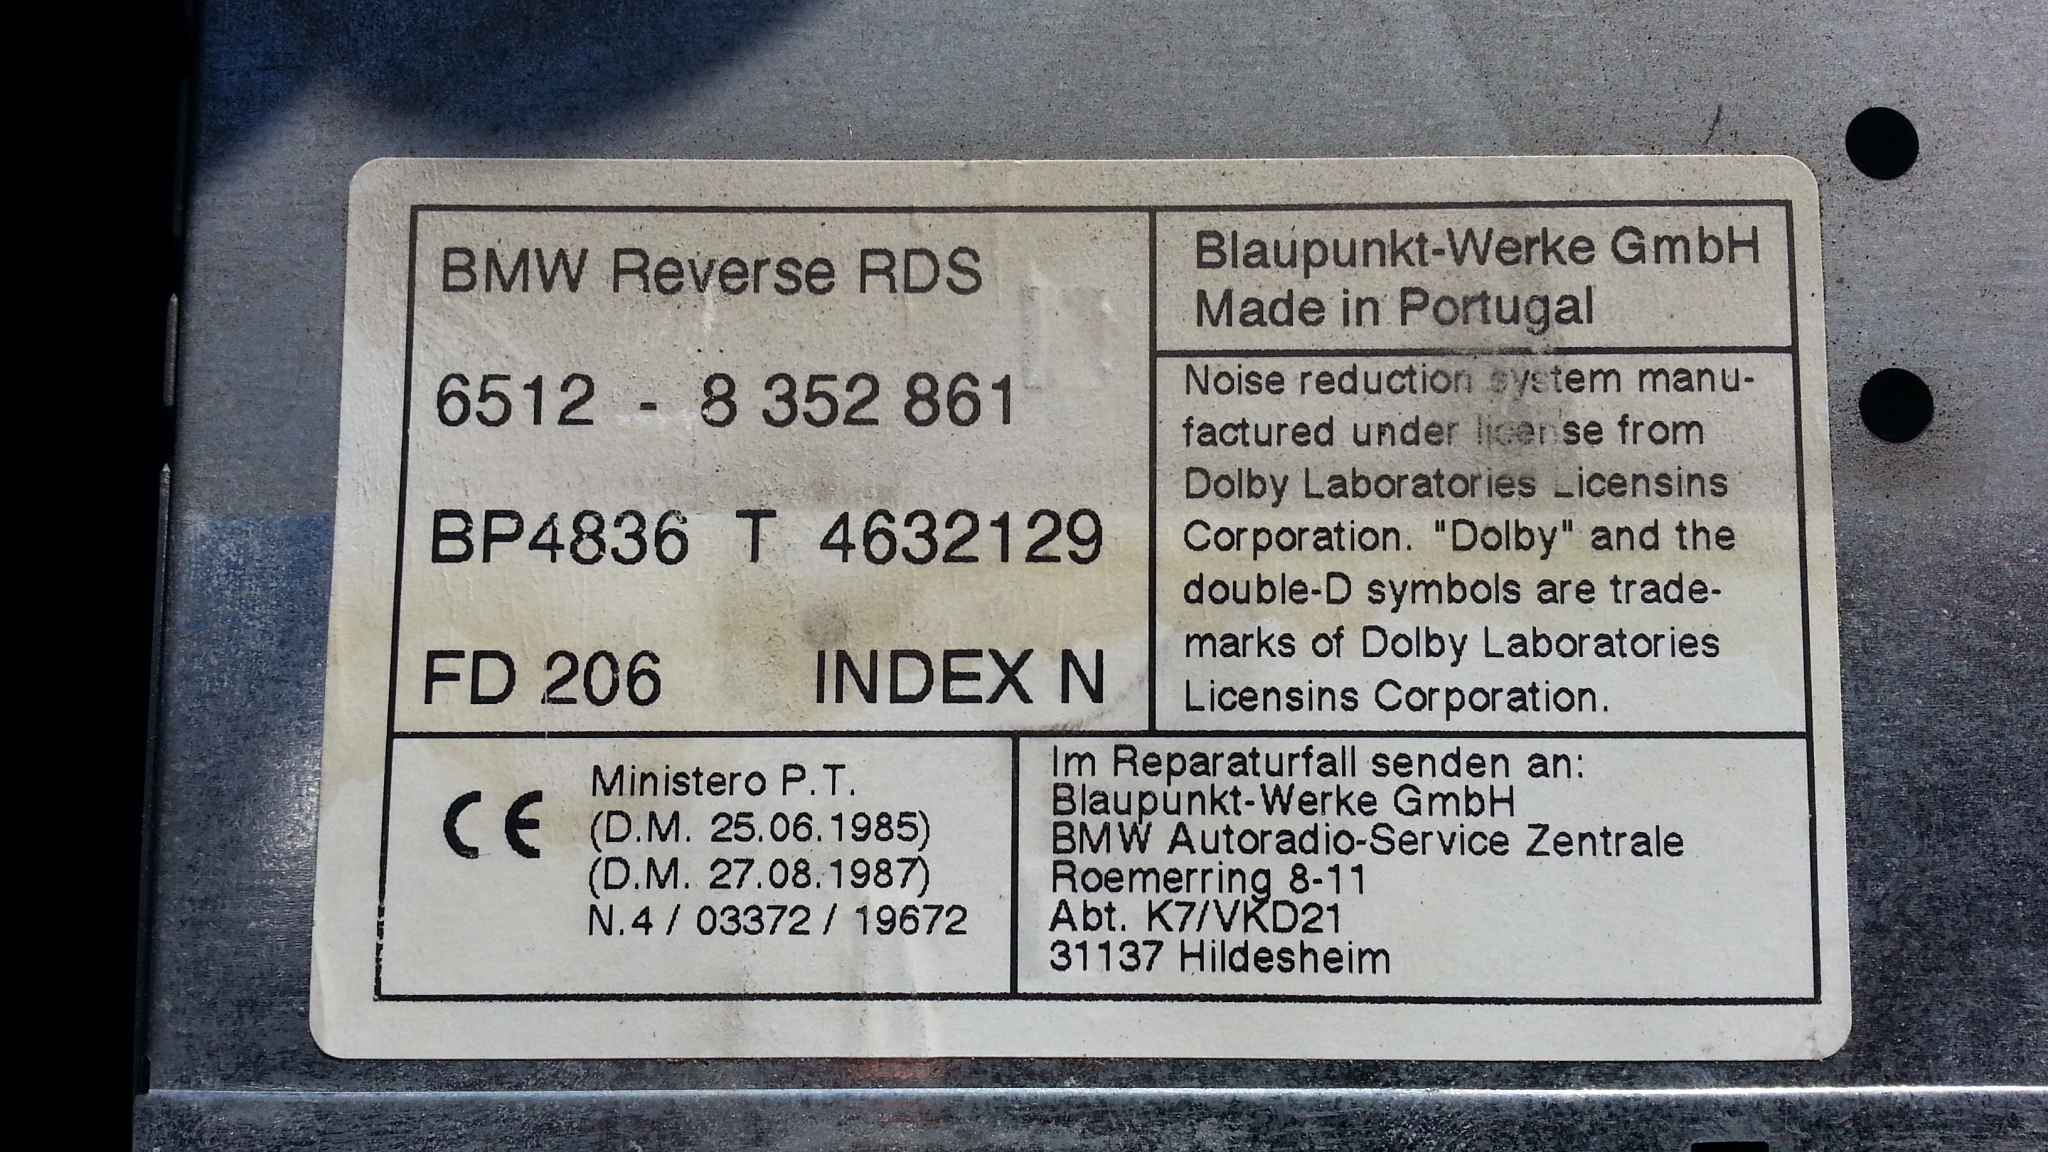 BMW Reverse RDS
6512 - 8 352 861
BP4836 T 4632129
FD 206 INDEX N
Blaupunkt-Werke GmbH
Made in Portugal
Noise reduction system manu-
factured under license from
Dolby Laboratories Licensins
Corporation. "Dolby" and the
double-D symbols are trade-
marks of Dolby Laboratories
Licensins Corporation.
CE
Ministero P.T.
(D.M. 25.06.1985)
(D.M. 27.08.1987)
N.4 / 03372 / 19672
Im Reparaturfall senden an:
Blaupunkt-Werke GmbH
BMW Autoradio-Service Zentrale
Roemerring 8-11
Abt. K7/VKD21
31137 Hildesheim